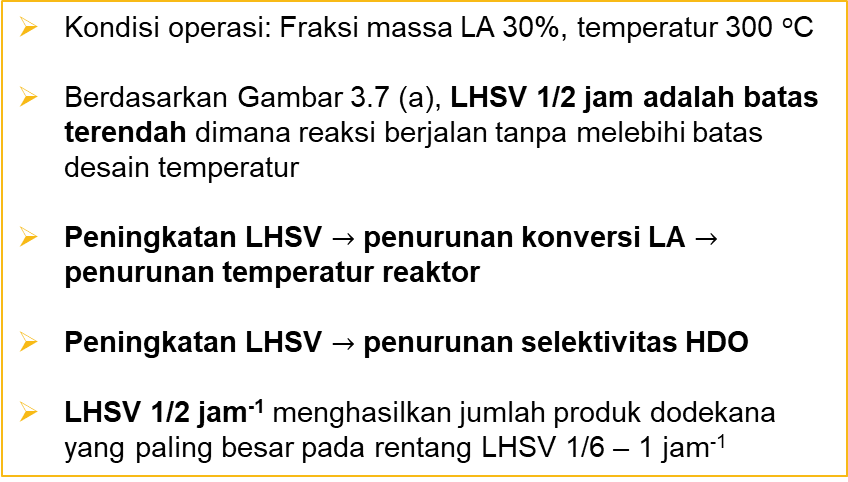 ➢ Kondisi operasi: Fraksi massa LA 30%, temperatur 300 ᵒC
➢ Berdasarkan Gambar 3.7 (a), LHSV 1/2 jam adalah batas
terendah dimana reaksi berjalan tanpa melebihi batas
desain temperatur
➢ Peningkatan LHSV → penurunan konversi LA →
penurunan temperatur reaktor
➢ Peningkatan LHSV → penurunan selektivitas HDO
➢ LHSV 1/2 jam⁻¹ menghasilkan jumlah produk dodekana
yang paling besar pada rentang LHSV 1/6 – 1 jam⁻¹